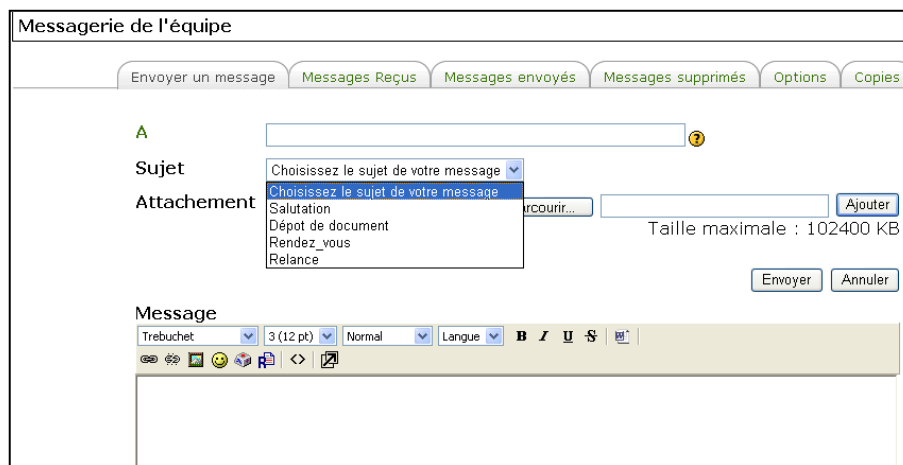 Messagerie de l'équipe
Envoyer un message Messages Reçus Messages envoyés Messages supprimés Options Copies
A
Sujet Choisissez le sujet de votre message
Choisissez le sujet de votre message
Attachement rcourir... Ajouter
Salutation
Dépot de document
Taille maximale : 102400 KB
Rendez_vous
Relance
Envoyer Annuler
Message
Trebuchet 3 (12 pt) Normal Langue B I U S